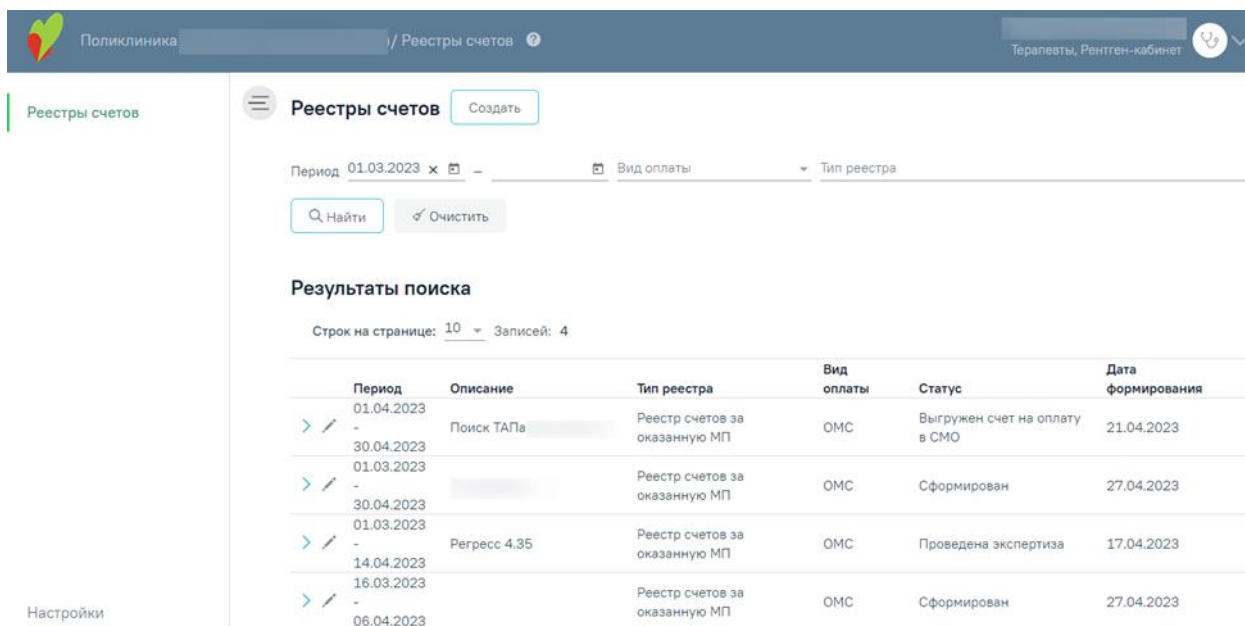 Поликлиника )/ Реестры счетов ?
Терапевты, Рентген-кабинет
Реестры счетов
Реестры счетов Создать
Период 01.03.2023 × – Вид оплаты Тип реестра
Найти Очистить
Результаты поиска
Строк на странице: 10 Записей: 4
Вид Дата
Период Описание Тип реестра оплаты Статус формирования
01.04.2023
Реестр счетов за Выгружен счет на оплату
- Поиск ТАПа ОМС 21.04.2023
оказанную МП в СМО
30.04.2023
01.03.2023
Реестр счетов за
- ОМС Сформирован 27.04.2023
оказанную МП
30.04.2023
01.03.2023
Реестр счетов за
- Регресс 4.35 ОМС Проведена экспертиза 17.04.2023
оказанную МП
14.04.2023
16.03.2023
Реестр счетов за
- ОМС Сформирован 27.04.2023
оказанную МП
06.04.2023
Настройки